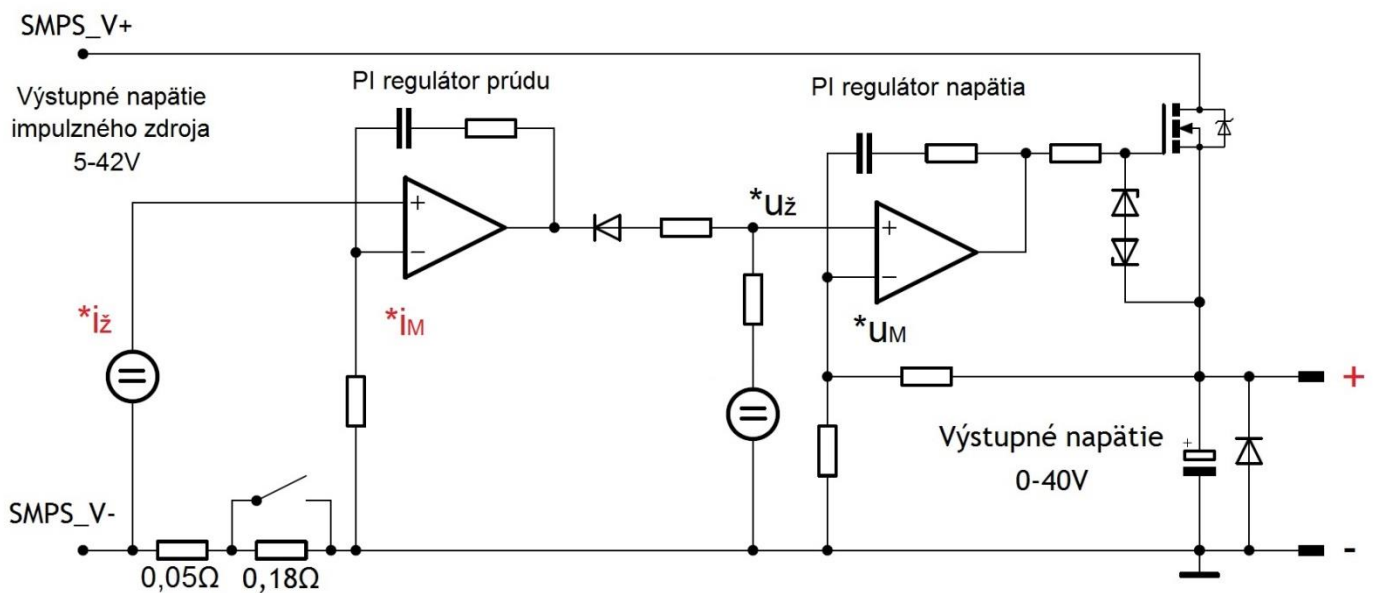 SMPS_V+
Výstupné napätie
impulzného zdroja
5-42V
PI regulátor prúdu
PI regulátor napätia
+
+
*už
-
-
*iž
*iM
*uM
+
Výstupné napätie
0-40V
+
SMPS_V-
-
0,05Ω
0,18Ω